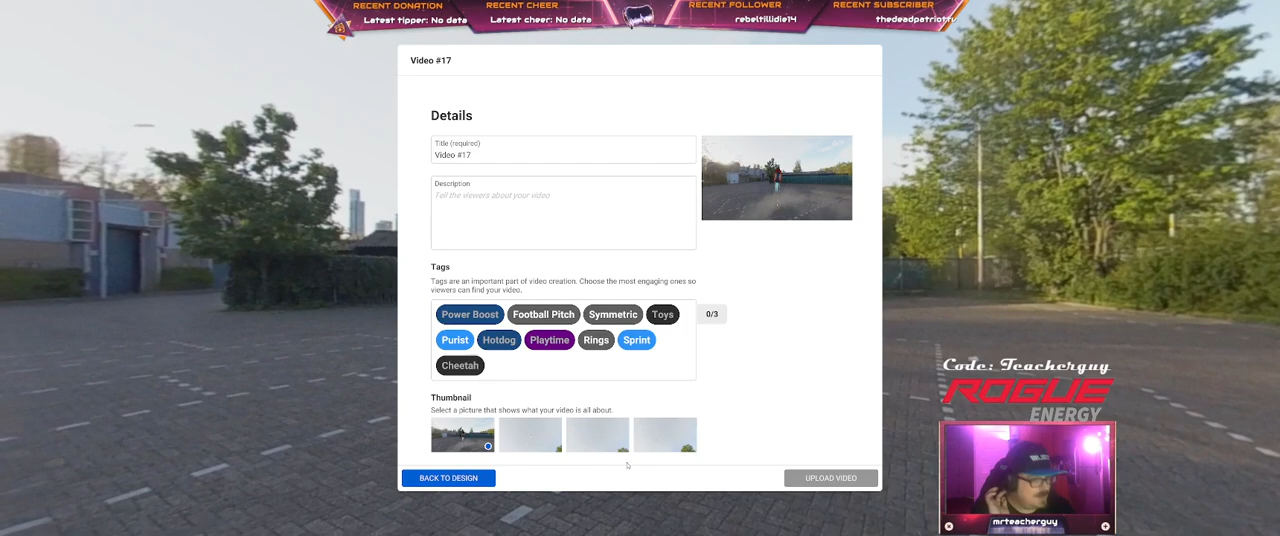 RECENT DONATION
Latest tipper: No data
RECENT CHEER
Latest cheer: No data
RECENT FOLLOWER
rebeltillidie14
RECENT SUBSCRIBER
thedeadpatriottv
Video #17
Details
Title (required)
Video #17
Description
Tell the viewers about your video
Tags
Tags are an important part of video creation. Choose the most engaging ones so
viewers can find your video.
Power Boost Football Pitch Symmetric Toys
0/3
Purist Hotdog Playtime Rings Sprint
Cheetah
Thumbnail
Select a picture that shows what your video is all about.
BACK TO DESIGN
UPLOAD VIDEO
Code: Teacherguy
ROGUE
ENERGY
mrteacherguy